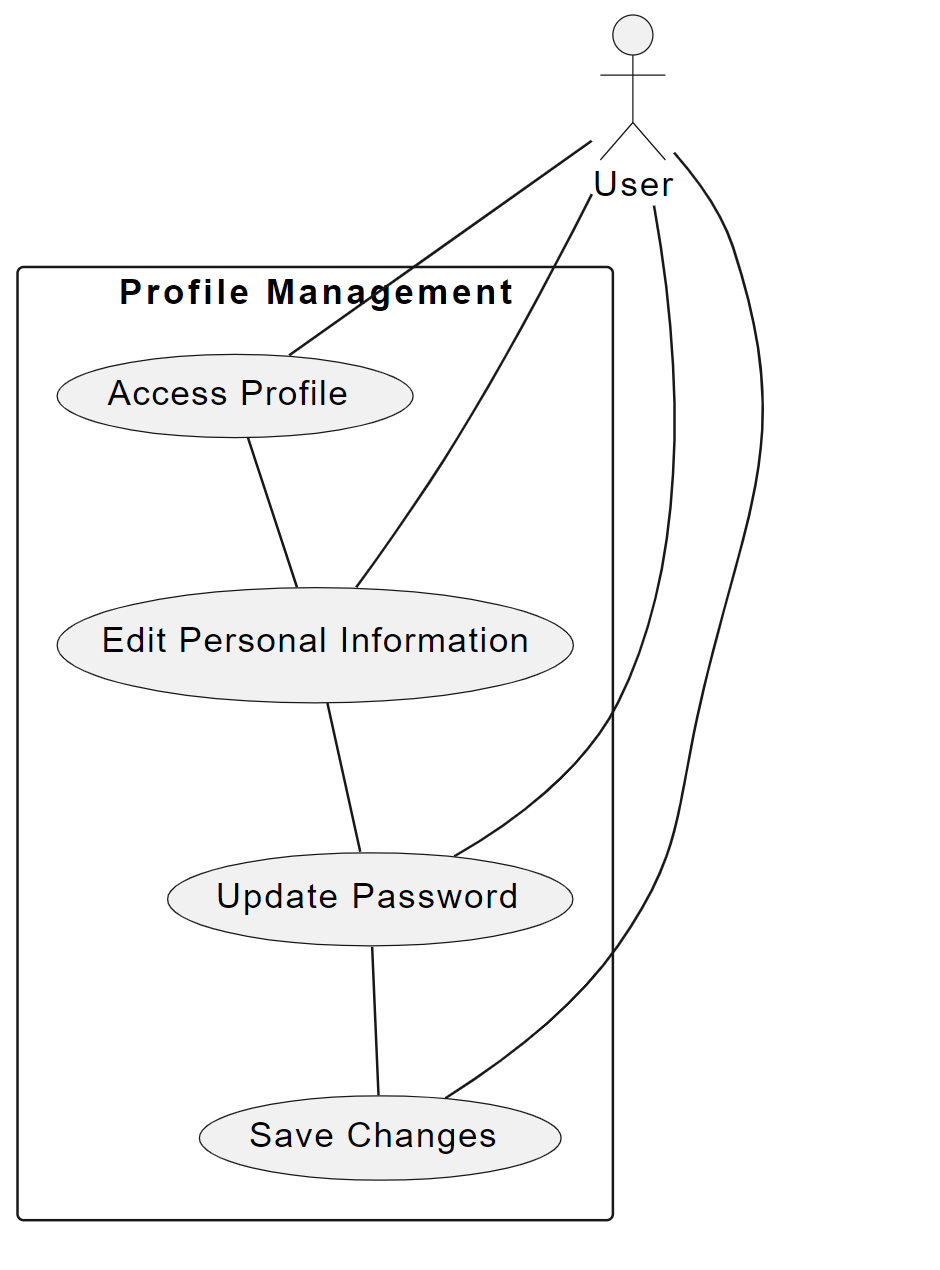 User
Profile Management
Access Profile
Edit Personal Information
Update Password
Save Changes